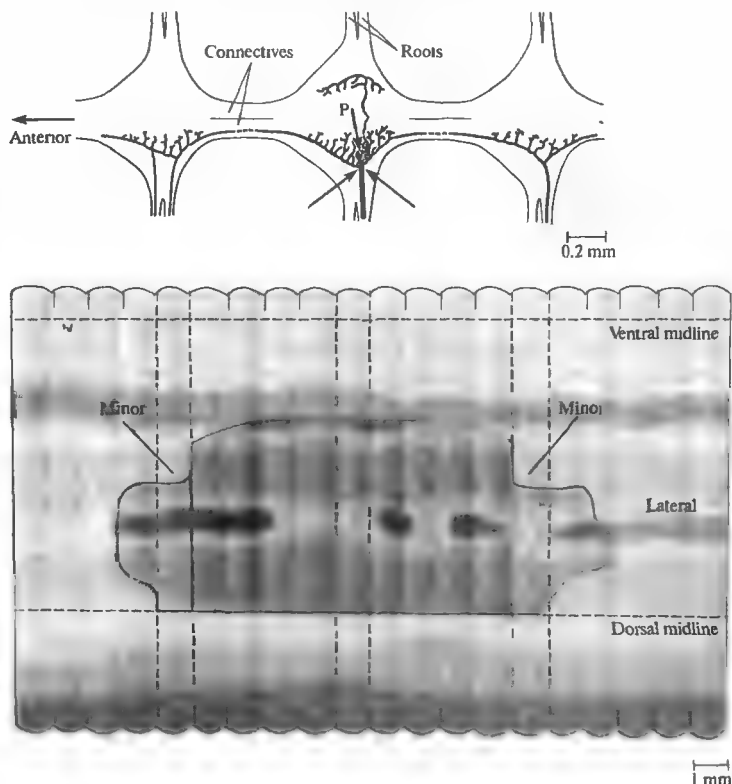 Connectives
Roots
P
Anterior
0.2 mm
Ventral midline
Minor
Minor
Lateral
Dorsal midline
1 mm